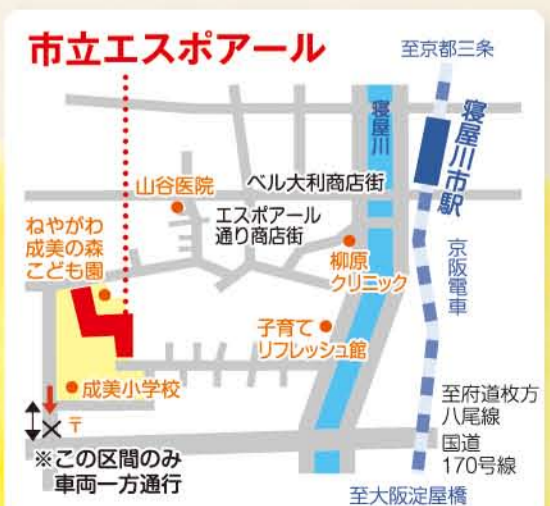 市立エスポアール
至京都三条
寝屋川
寝屋川市駅
山谷医院
ベル大利商店街
エスポアール
通り商店街
ねやがわ
成美の森
こども園
柳原
クリニック
京阪電車
子育て
リフレッシュ館
成美小学校
〒
至府道枚方
八尾線
国道
170号線
※この区間のみ
車両一方通行
至大阪淀屋橋